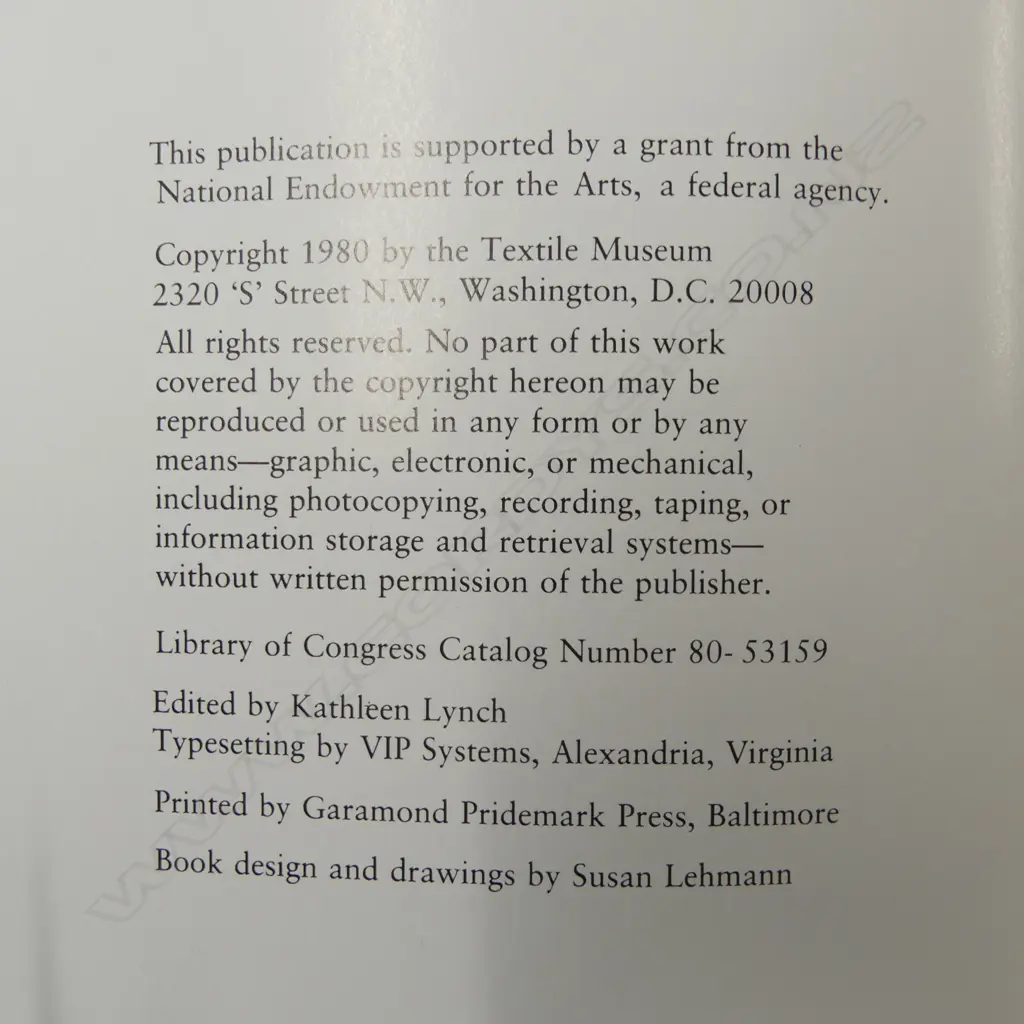 This publication is supported by a grant from the
National Endowment for the Arts, a federal agency.
Copyright 1980 by the Textile Museum
2320 ‘S’ Street N.W., Washington, D.C. 20008
All rights reserved. No part of this work
covered by the copyright hereon may be
reproduced or used in any form or by any
means—graphic, electronic, or mechanical,
including photocopying, recording, taping, or
information storage and retrieval systems—
without written permission of the publisher.
Library of Congress Catalog Number 80- 53159
Edited by Kathleen Lynch
Typesetting by VIP Systems, Alexandria, Virginia
Printed by Garamond Pridemark Press, Baltimore
Book design and drawings by Susan Lehmann